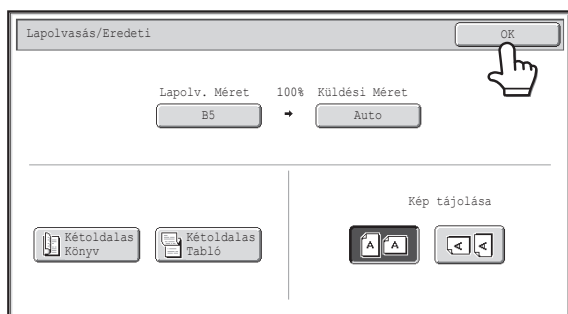 Lapolvasás/Eredeti
OK
Lapolv. Méret 100% Küldési Méret
B5 Auto
Kép tájolása
Kétoldalas
Könyv
Kétoldalas
Tabló
A A A A